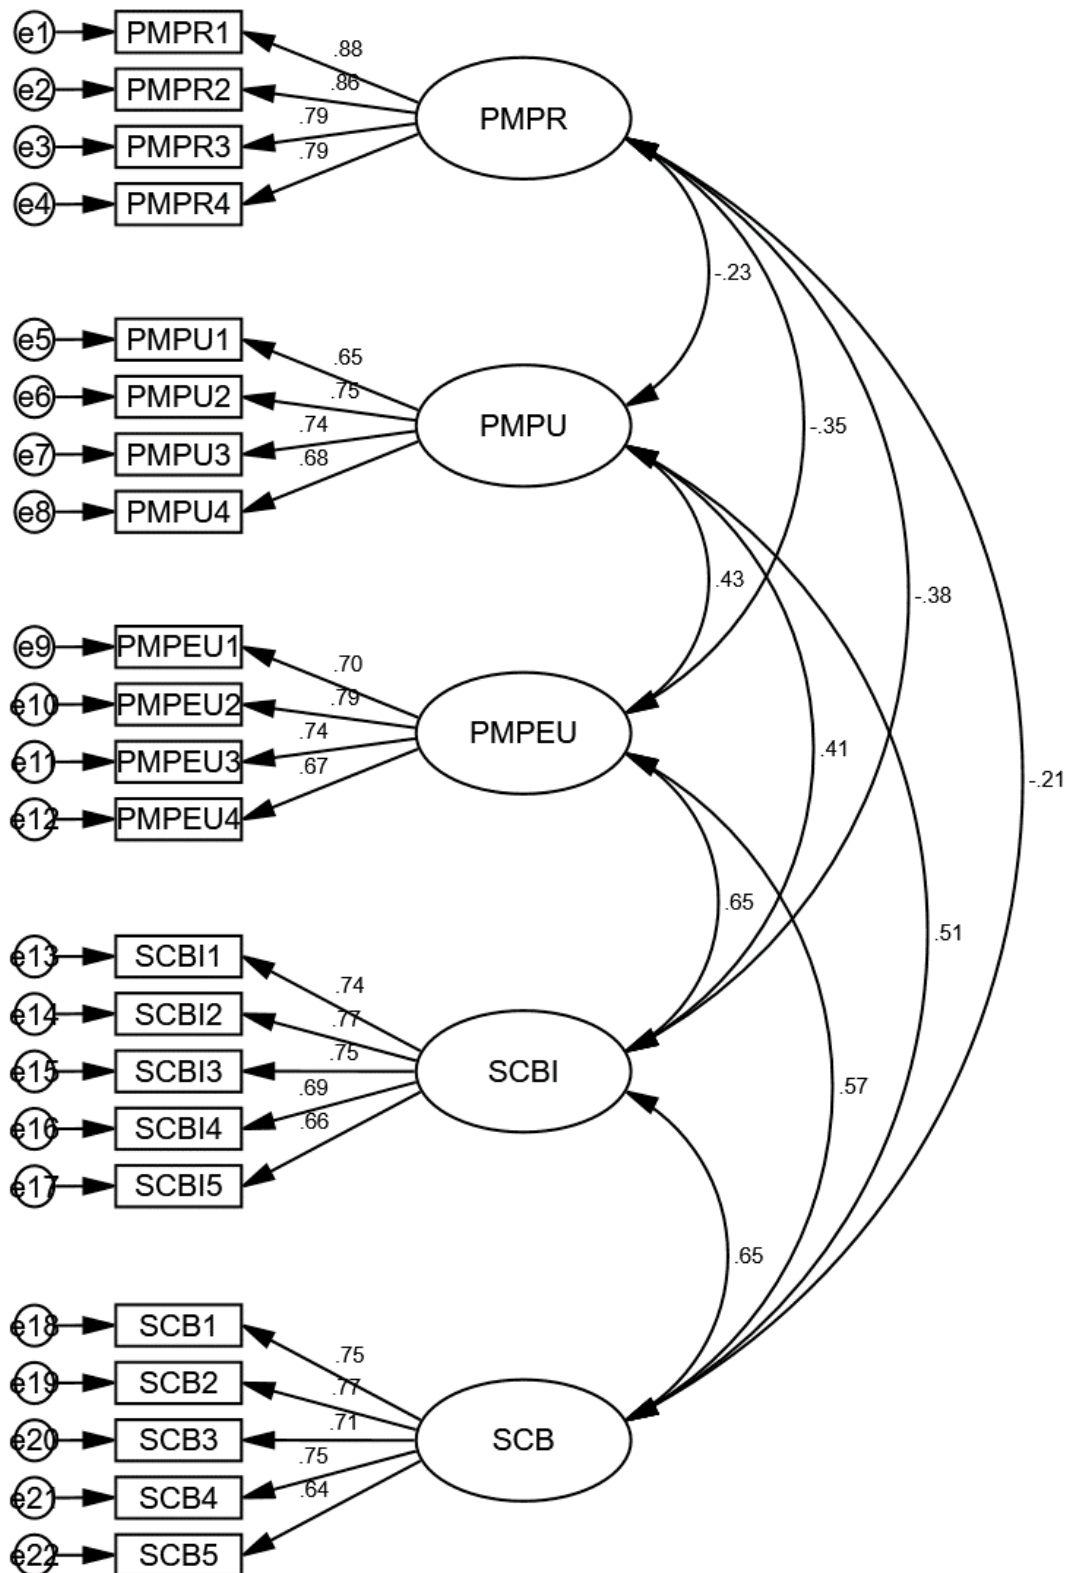 e1 PMPR1
.88
e2 PMPR2
.86
PMPR
e3 PMPR3
.79
e4 PMPR4
.79
-.23
e5 PMPU1
.65
e6 PMPU2
.75
PMPU
-.35
e7 PMPU3
.74
e8 PMPU4
.68
.43
-.38
e9 PMPEU1
.70
e10 PMPEU2
.79
PMPEU
e11 PMPEU3
.74
.41
-.21
e12 PMPEU4
.67
.65
.51
e13 SCBI1
.74
e14 SCBI2
.77
e15 SCBI3
.75
SCBI
.57
e16 SCBI4
.69
e17 SCBI5
.66
.65
e18 SCB1
.75
e19 SCB2
.77
e20 SCB3
.71
SCB
e21 SCB4
.75
e22 SCB5
.64